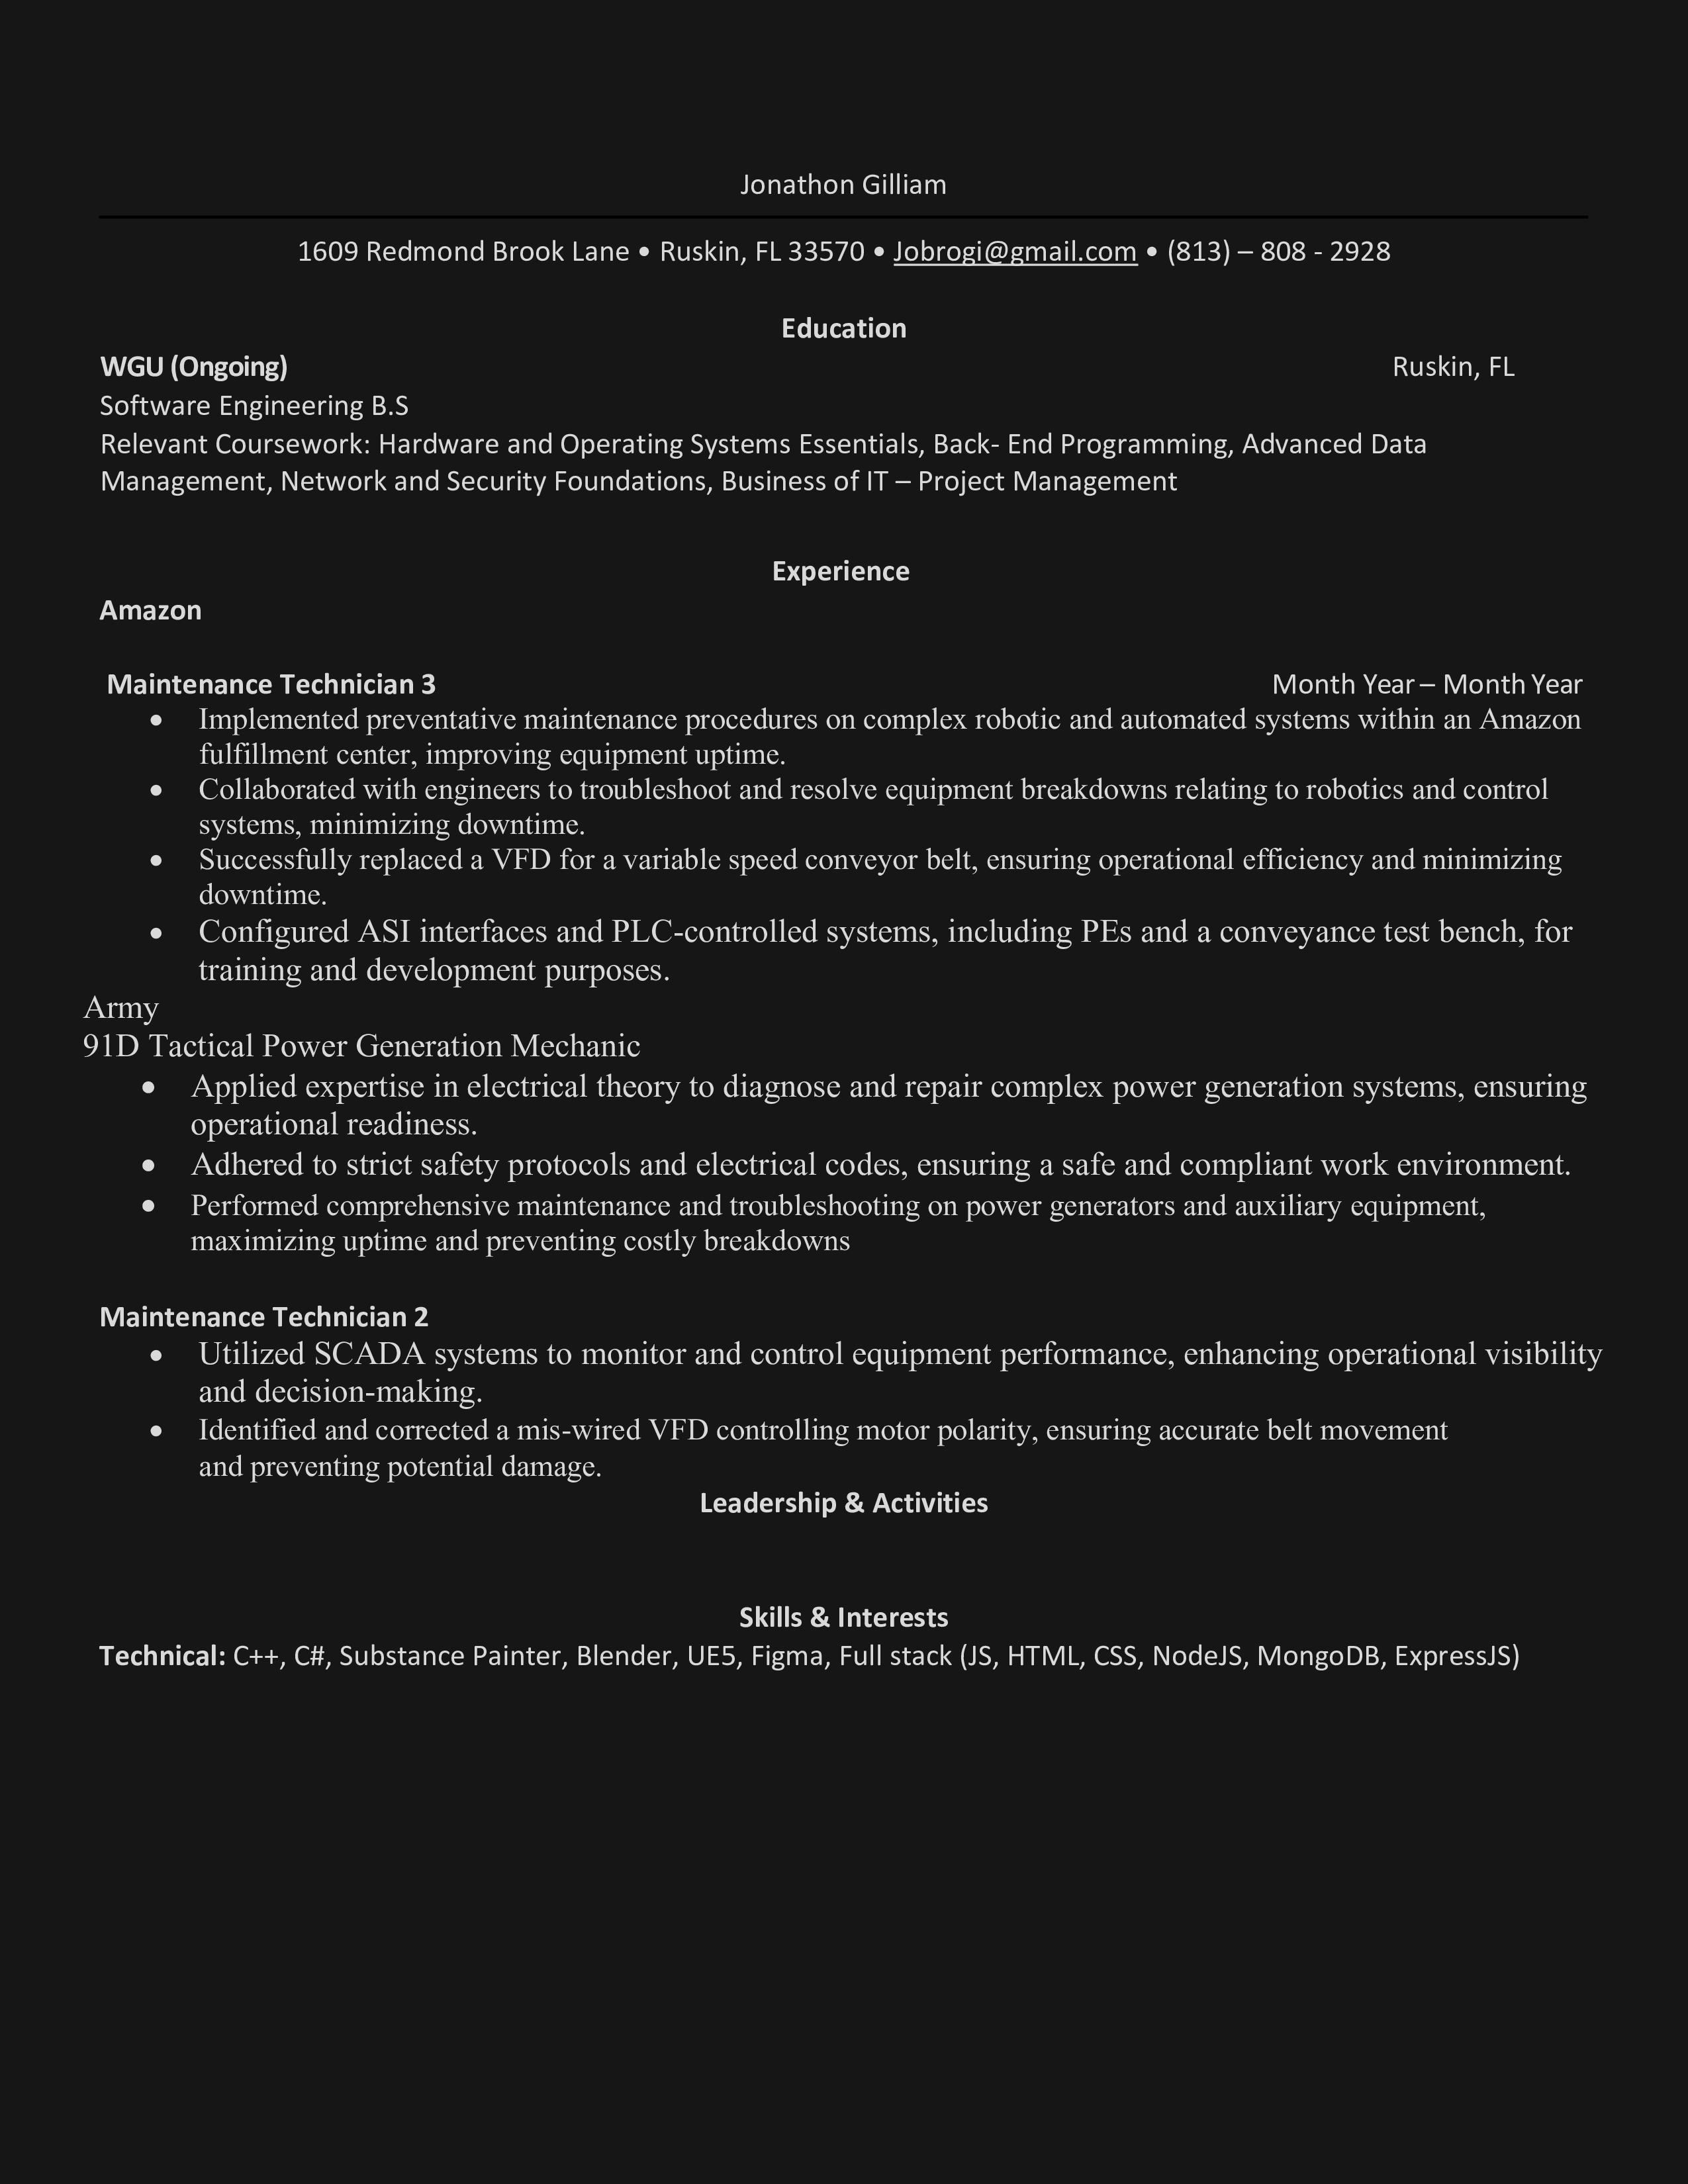 Jonathon Gilliam
1609 Redmond Brook Lane • Ruskin, FL 33570 • Jobrogi@gmail.com • (813) – 808 - 2928
Education
WGU (Ongoing) Ruskin, FL
Software Engineering B.S
Relevant Coursework: Hardware and Operating Systems Essentials, Back- End Programming, Advanced Data
Management, Network and Security Foundations, Business of IT – Project Management
Experience
Amazon
Maintenance Technician 3 Month Year – Month Year
• Implemented preventative maintenance procedures on complex robotic and automated systems within an Amazon
fulfillment center, improving equipment uptime.
• Collaborated with engineers to troubleshoot and resolve equipment breakdowns relating to robotics and control
systems, minimizing downtime.
• Successfully replaced a VFD for a variable speed conveyor belt, ensuring operational efficiency and minimizing
downtime.
• Configured ASI interfaces and PLC-controlled systems, including PEs and a conveyance test bench, for
training and development purposes.
Army
91D Tactical Power Generation Mechanic
• Applied expertise in electrical theory to diagnose and repair complex power generation systems, ensuring
operational readiness.
• Adhered to strict safety protocols and electrical codes, ensuring a safe and compliant work environment.
• Performed comprehensive maintenance and troubleshooting on power generators and auxiliary equipment,
maximizing uptime and preventing costly breakdowns
Maintenance Technician 2
• Utilized SCADA systems to monitor and control equipment performance, enhancing operational visibility
and decision-making.
• Identified and corrected a mis-wired VFD controlling motor polarity, ensuring accurate belt movement
and preventing potential damage.
Leadership & Activities
Skills & Interests
Technical: C++, C#, Substance Painter, Blender, UE5, Figma, Full stack (JS, HTML, CSS, NodeJS, MongoDB, ExpressJS)